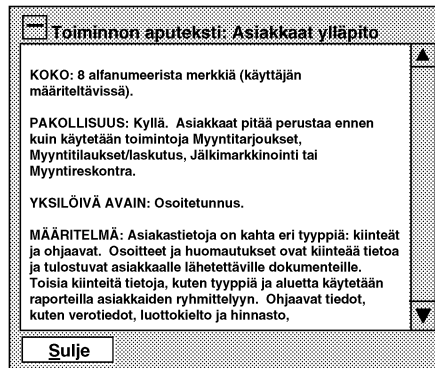 Toiminnon aputeksti: Asiakkaat ylläpito
KOKO: 8 alfanumeerista merkkiä (käyttäjän
määriteltävissä).
PAKOLLISUUS: Kyllä. Asiakkaat pitää perustaa ennen
kuin käytetään toimintoja Myyntitarjoukset,
Myyntitilaukset/laskutus, Jälkimarkkinointi tai
Myyntireskontra.
YKSILÖIVÄ AVAIN: Osoitetunnus.
MÄÄRITELMÄ: Asiakastietoja on kahta eri tyyppiä: kiinteät
ja ohjaavat. Osoitteet ja huomautukset ovat kiinteää tietoa
ja tulostuvat asiakkaalle lähetettäville dokumenteille.
Toisia kiinteitä tietoja, kuten tyyppiä ja aluetta käytetään
raporteilla asiakkaiden ryhmittelyyn. Ohjaavat tiedot,
kuten verotiedot, luottokielto ja hinnasto,
Sulje